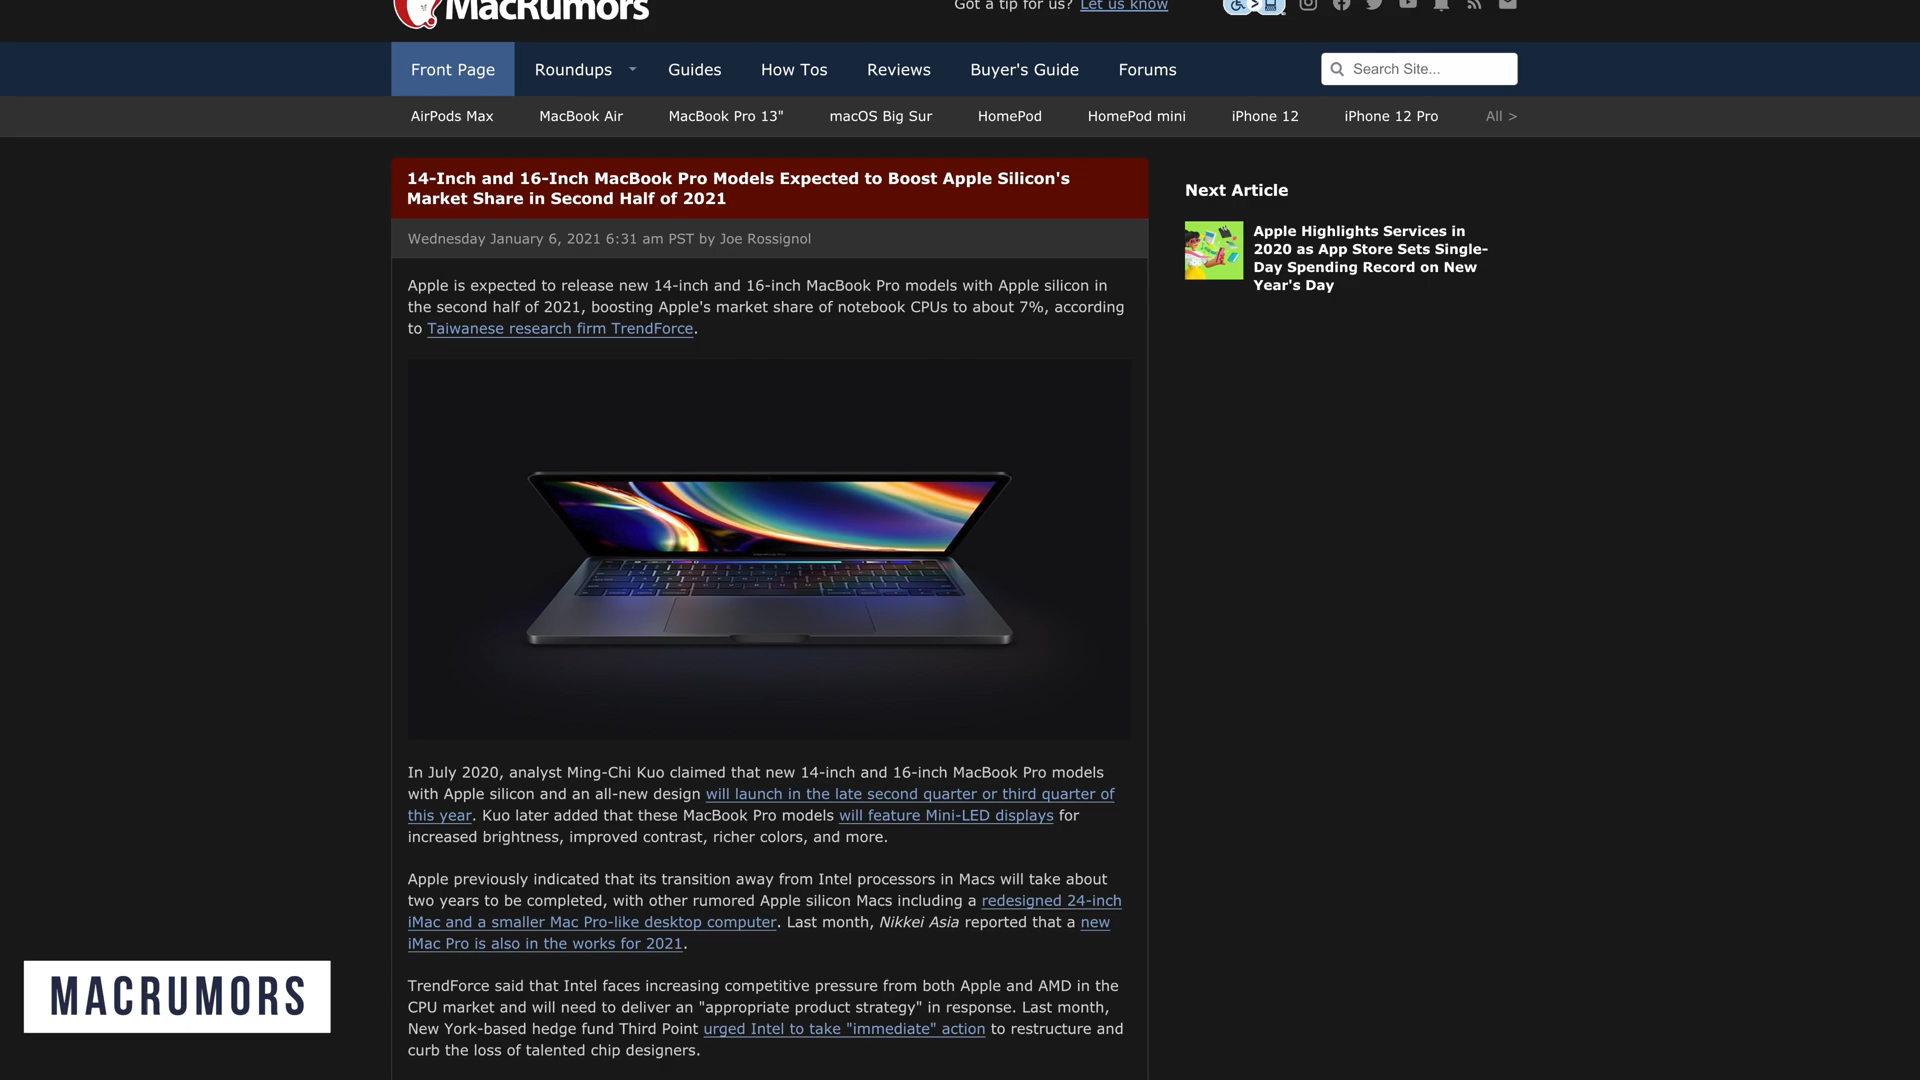 MacRumors
Got a tip for us? Let us know
Front Page Roundups Guides How Tos Reviews Buyer's Guide Forums Search Site...
AirPods Max MacBook Air MacBook Pro 13" macOS Big Sur HomePod HomePod mini iPhone 12 iPhone 12 Pro All >
14-Inch and 16-Inch MacBook Pro Models Expected to Boost Apple Silicon's
Market Share in Second Half of 2021
Wednesday January 6, 2021 6:31 am PST by Joe Rossignol
Apple is expected to release new 14-inch and 16-inch MacBook Pro models with Apple silicon in
the second half of 2021, boosting Apple's market share of notebook CPUs to about 7%, according
to Taiwanese research firm TrendForce.
In July 2020, analyst Ming-Chi Kuo claimed that new 14-inch and 16-inch MacBook Pro models
with Apple silicon and an all-new design will launch in the late second quarter or third quarter of
this year. Kuo later added that these MacBook Pro models will feature Mini-LED displays for
increased brightness, improved contrast, richer colors, and more.
Apple previously indicated that its transition away from Intel processors in Macs will take about
two years to be completed, with other rumored Apple silicon Macs including a redesigned 24-inch
iMac and a smaller Mac Pro-like desktop computer. Last month, Nikkei Asia reported that a new
iMac Pro is also in the works for 2021.
TrendForce said that Intel faces increasing competitive pressure from both Apple and AMD in the
CPU market and will need to deliver an "appropriate product strategy" in response. Last month,
New York-based hedge fund Third Point urged Intel to take "immediate" action to restructure and
curb the loss of talented chip designers.
Next Article
Apple Highlights Services in
2020 as App Store Sets Single-
Day Spending Record on New
Year's Day
MACRUMORS